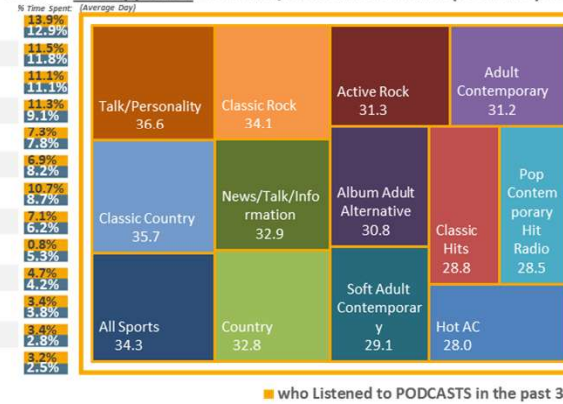 % Time Spent: (Average Day)
13.9%
12.9%
11.5%
11.8%
11.1%
11.1%
11.3%
9.1%
7.3%
7.8%
6.9%
8.2%
10.7%
8.7%
7.1%
6.2%
0.8%
5.3%
4.7%
4.2%
3.4%
3.8%
3.4%
2.8%
3.2%
2.5%
Talk/Personality
36.6
Classic Rock
34.1
Active Rock
31.3
Adult
Contemporary
31.2
Classic Country
35.7
News/Talk/Info
rmation
32.9
Album Adult
Alternative
30.8
Classic
Hits
28.8
Pop
Contem
porary
Hit
Radio
28.5
All Sports
34.3
Country
32.8
Soft Adult
Contemporar
y
29.1
Hot AC
28.0
who Listened to PODCASTS in the past 3